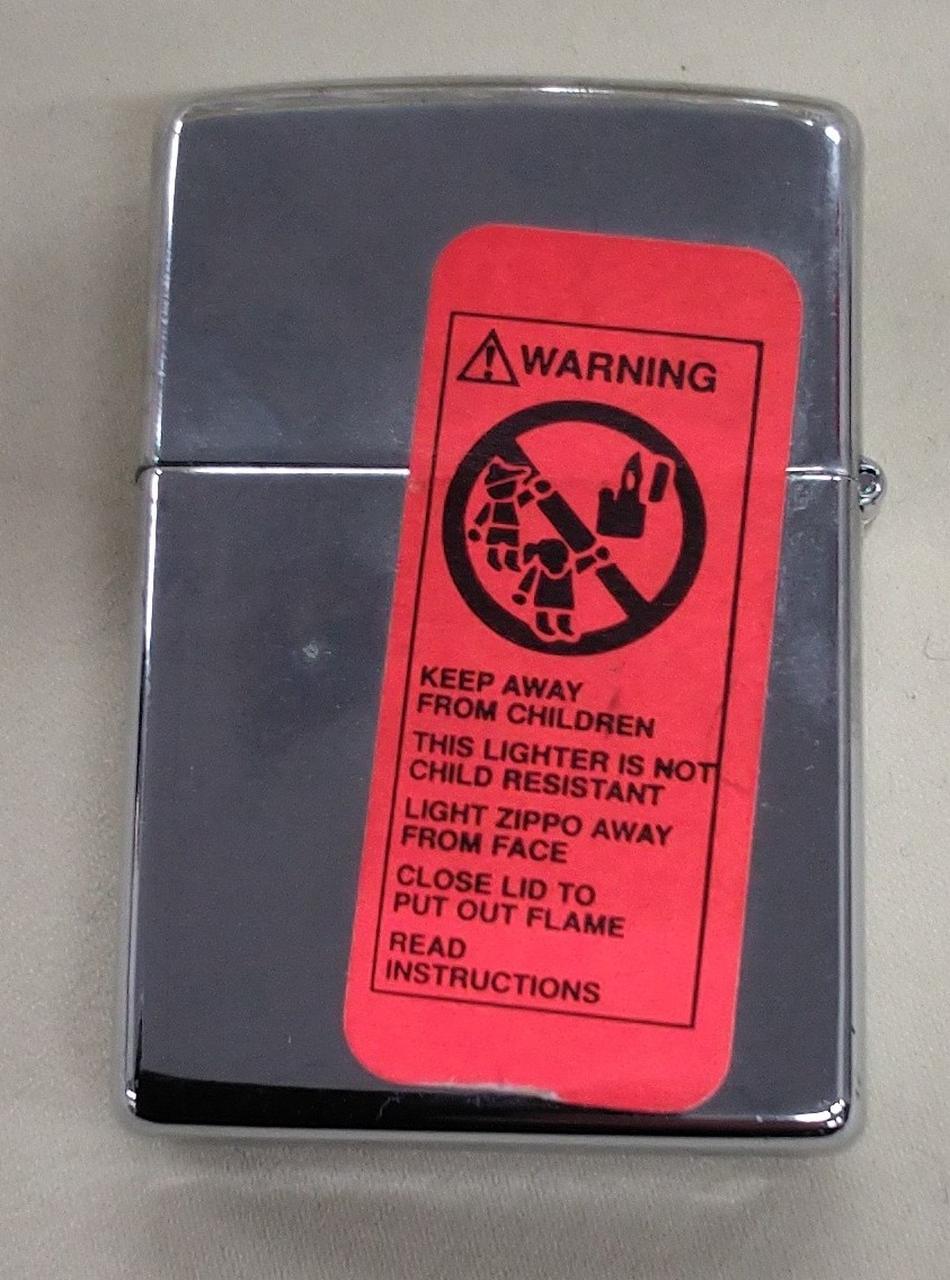 WARNING
KEEP AWAY
FROM CHILDREN
THIS LIGHTER IS NOT
CHILD RESISTANT
LIGHT ZIPPO AWAY
FROM FACE
CLOSE LID TO
PUT OUT FLAME
READ
INSTRUCTIONS